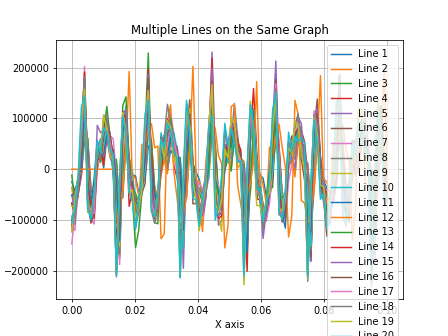 Multiple Lines on the Same Graph
200000
100000
0
−100000
−200000
0.00
0.02
0.04
0.06
X axis
Line 1
Line 2
Line 3
Line 4
Line 5
Line 6
Line 7
Line 8
Line 9
Line 10
Line 11
Line 12
Line 13
Line 14
Line 15
Line 16
Line 17
Line 18
Line 19
Line 20